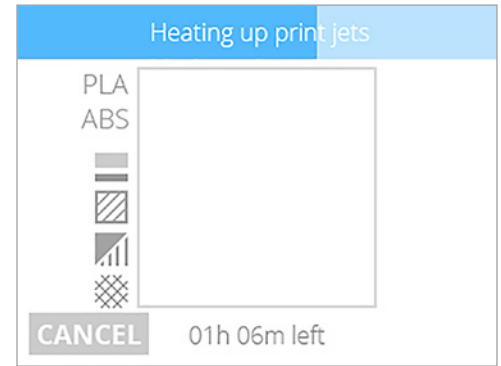 Heating up print jets
PLA
ABS
CANCEL
01h 06m left